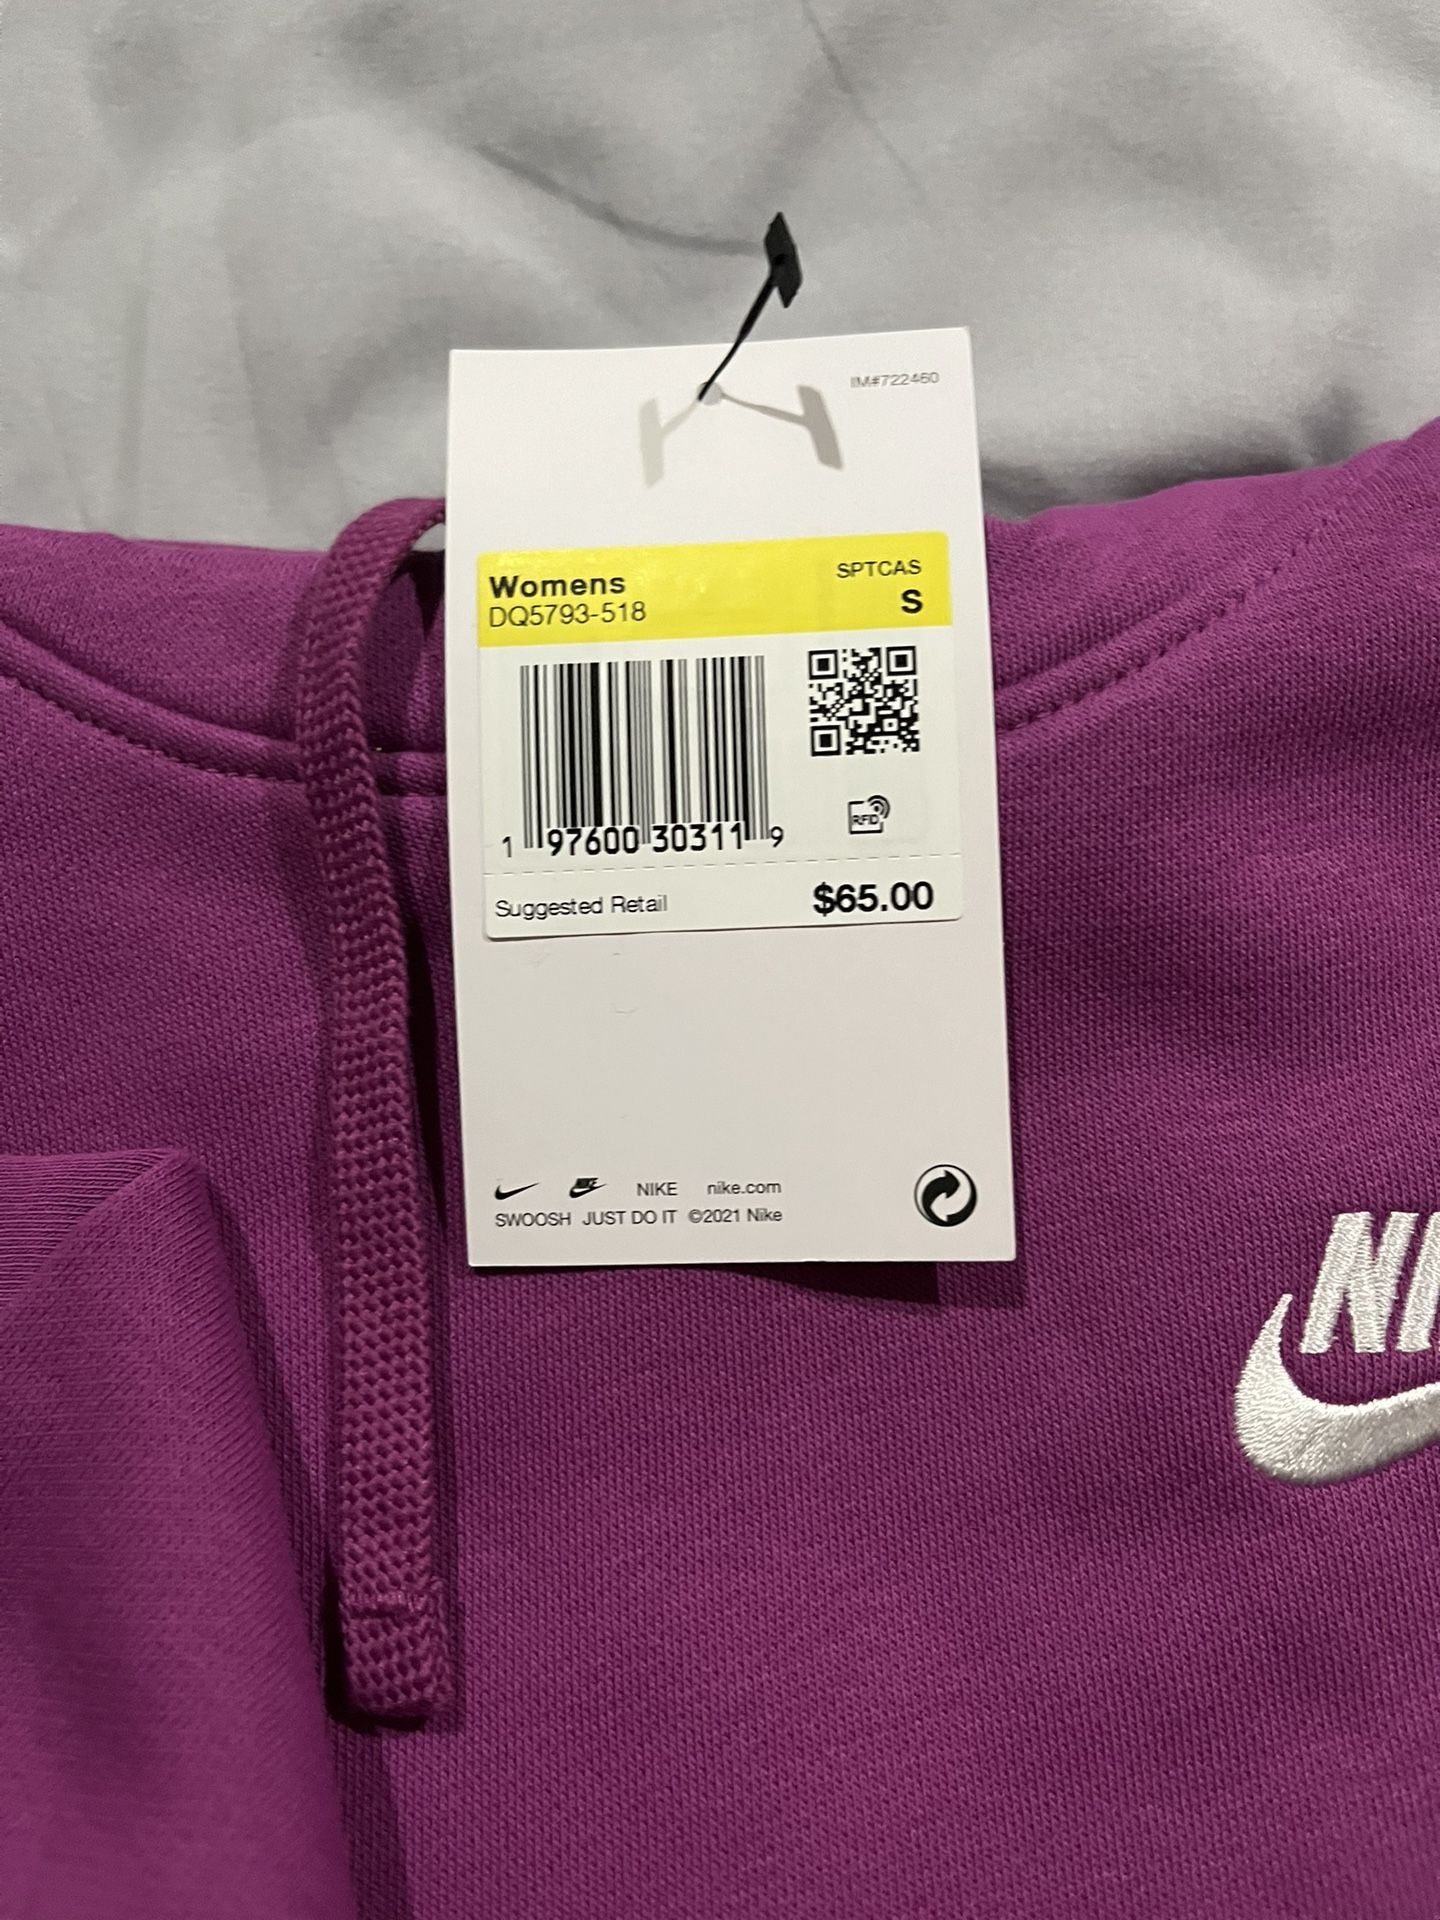 IM#722460
Womens SPTCAS
DQ5793-518 S
1 97600 30311 9
RFID
Suggested Retail $65.00
NIKE NIKE nike.com
SWOOSH JUST DO IT ©2021 Nike